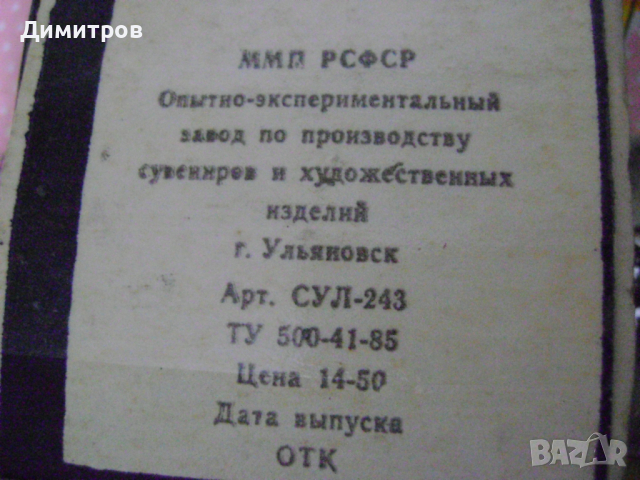 Димитров
ММП РСФСР
Опытно-экспериментальный
завод по производству
сувениров и художественных
изделий
г. Ульяновск
Арт. СУЛ-243
ТУ 500-41-85
Цена 14-50
Дата выпуска
ОТК
BAZAR